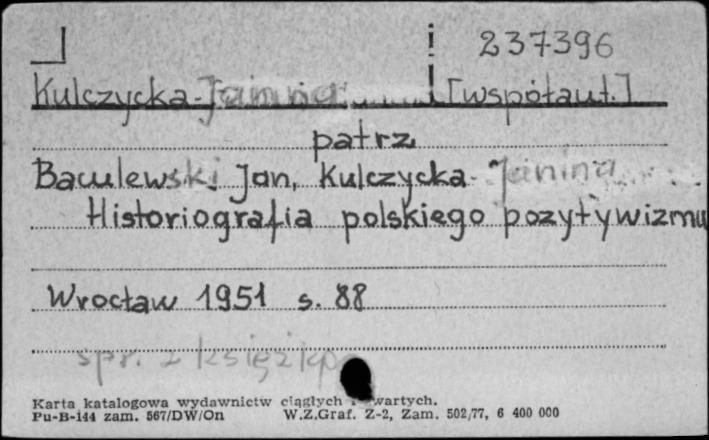 237396
Kulczycka-Janina [współaut.]
patrz
Baculewski Jan, Kulczycka- Janina
Historiografia polskiego pozytywizmu
Wrocław 1951 s. 88
spr. z książką
Karta katalogowa wydawnictw ciągłych i zwartych.
Pu-B-144 zam. 567/DW/On W.Z.Graf. Z-2, Zam. 502/77, 6 400 000